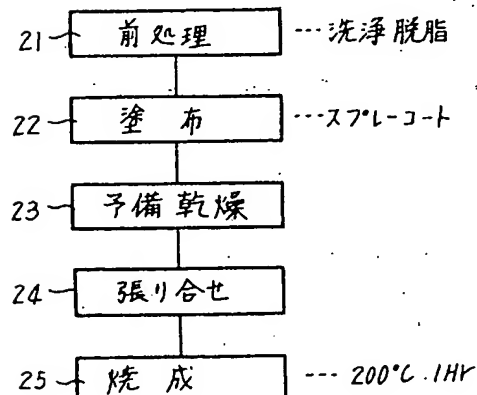 21 前処理 …洗浄脱脂
22 塗布 …スプレーコート
23 予備乾燥
24 張り合せ
25 焼成 --- 200°C.1Hr